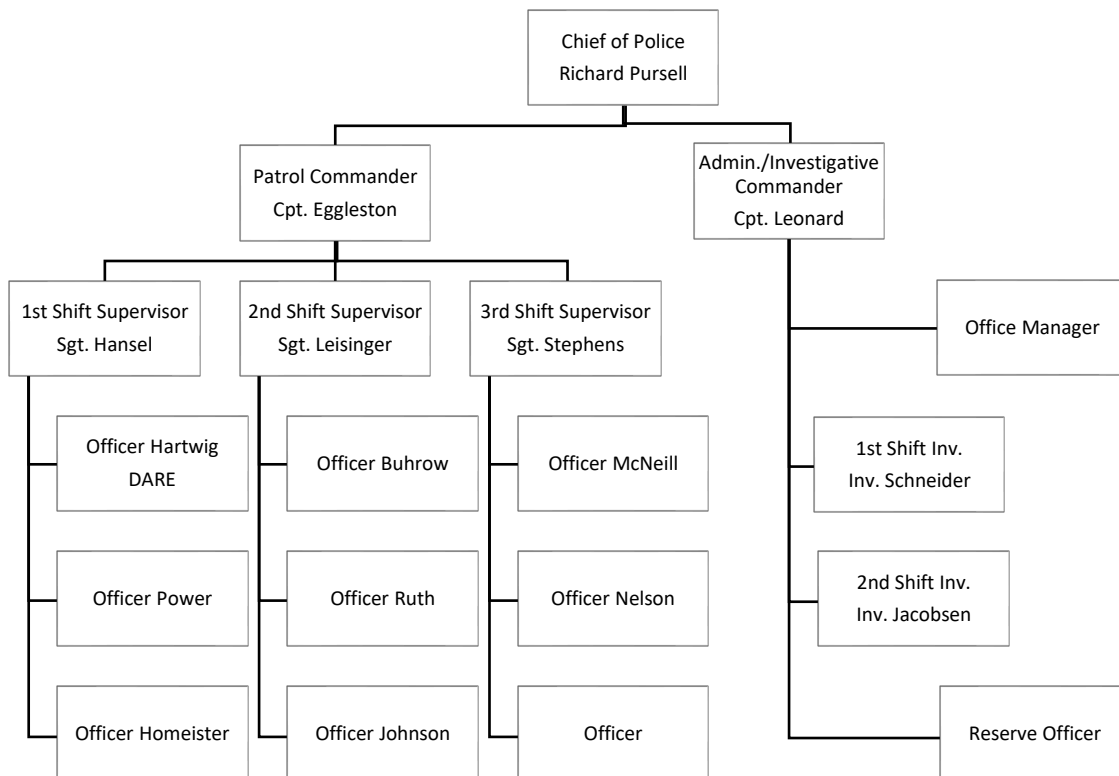 Chief of Police
Richard Pursell
Patrol Commander
Cpt. Eggleston
Admin./Investigative
Commander
Cpt. Leonard
1st Shift Supervisor
Sgt. Hansel
2nd Shift Supervisor
Sgt. Leisinger
3rd Shift Supervisor
Sgt. Stephens
Office Manager
Officer Hartwig
DARE
Officer Buhrow
Officer McNeill
1st Shift Inv.
Inv. Schneider
Officer Power
Officer Ruth
Officer Nelson
2nd Shift Inv.
Inv. Jacobsen
Officer Homeister
Officer Johnson
Officer
Reserve Officer